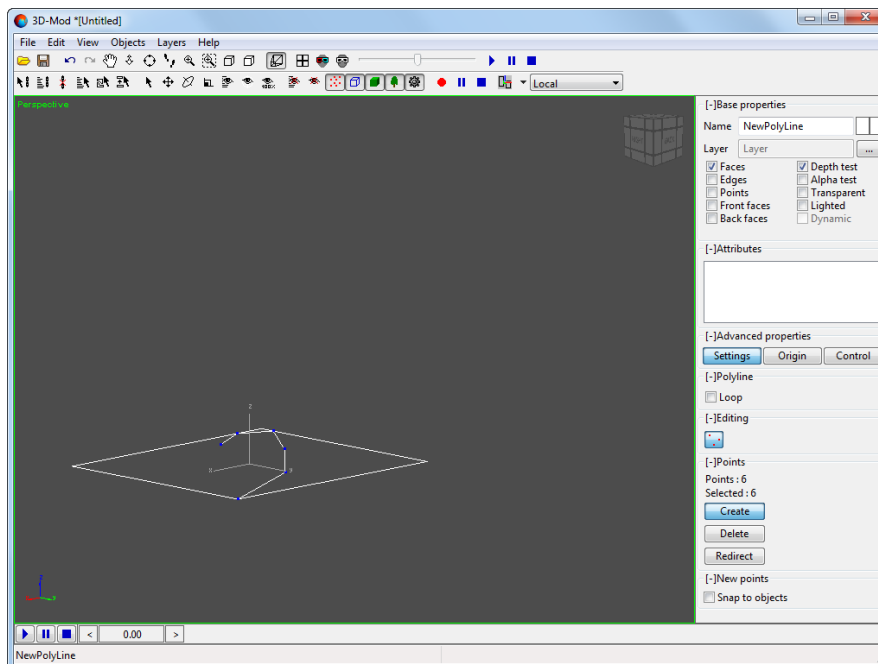 3D-Mod *[Untitled]
File Edit View Objects Layers Help
Local
Perspective
[-]Base properties
Name NewPolyLine
Layer Layer ...
Faces Depth test
Edges Alpha test
Points Transparent
Front faces Lighted
Back faces Dynamic
[-]Attributes
[-]Advanced properties
Settings Origin Control
[-]Polyline
Loop
[-]Editing
[-]Points
Points : 6
Selected : 6
Create
Delete
Redirect
[-]New points
Snap to objects
z
x
z
< 0.00 >
NewPolyLine